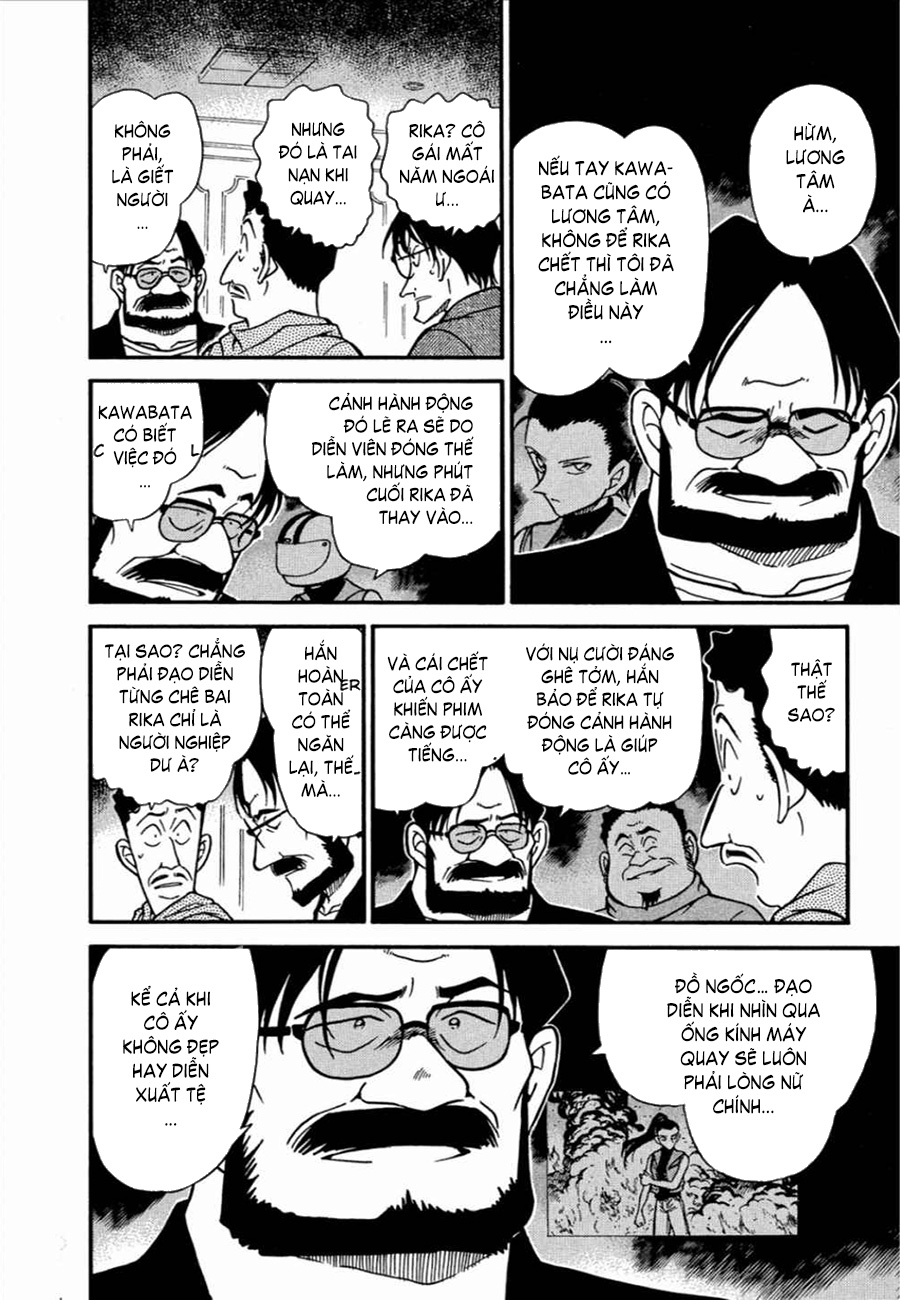 HỪM,
LƯƠNG
TÂM
À...
NẾU TAY KAWA-
BATA CŨNG CÓ
LƯƠNG TÂM,
KHÔNG ĐỂ RIKA
CHẾT THÌ TÔI ĐÃ
CHẲNG LÀM
ĐIỀU NÀY
...
RIKA? CÔ
GÁI MẤT
NĂM NGOÁI
Ư...
NHƯNG
ĐÓ LÀ TAI
NẠN KHI
QUAY...
KHÔNG
PHẢI,
LÀ GIẾT
NGƯỜI
...
CẢNH HÀNH ĐỘNG
ĐÓ LẼ RA SẼ DO
DIỄN VIÊN ĐÓNG THẾ
LÀM, NHƯNG PHÚT
CUỐI RIKA ĐÃ
THAY VÀO...
KAWABATA
CÓ BIẾT
VIỆC ĐÓ
...
THẬT
THẾ
SAO?
VỚI NỤ CƯỜI ĐÁNG
GHÊ TỞM, HẮN
BẢO ĐỂ RIKA TỰ
ĐÓNG CẢNH HÀNH
ĐỘNG LÀ GIÚP
CÔ ẤY...
VÀ CÁI CHẾT
CỦA CÔ ẤY
KHIẾN PHIM
CÀNG ĐƯỢC
TIẾNG...
HẮN
HOÀN
TOÀN
CÓ THỂ
NGĂN
LẠI, THẾ
MÀ...
TẠI SAO? CHẲNG
PHẢI ĐẠO DIỄN
TỪNG CHÊ BAI
RIKA CHỈ LÀ
NGƯỜI NGHIỆP
DƯ À?
ĐỒ NGỐC... ĐẠO
DIỄN KHI NHÌN QUA
ỐNG KÍNH MÁY
QUAY SẼ LUÔN
PHẢI LÒNG NỮ
CHÍNH...
KỂ CẢ KHI
CÔ ẤY
KHÔNG ĐẸP
HAY DIỄN
XUẤT TỆ
...